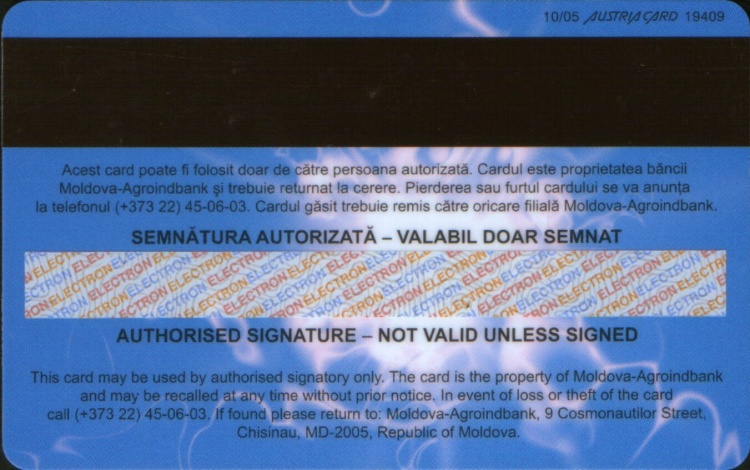 10/05 AUSTRIACARD 19409
Acest card poate fi folosit doar de către persoana autorizată. Cardul este proprietatea băncii
Moldova-Agroindbank şi trebuie returnat la cerere. Pierderea sau furtul cardului se va anunţa
la telefonul (+373 22) 45-06-03. Cardul găsit trebuie remis către oricare filială Moldova-Agroindbank.
SEMNĂTURA AUTORIZATĂ – VALABIL DOAR SEMNAT
ELECTRON ELECTRON ELECTRON ELECTRON ELECTRON ELECTRON ELECTRON
AUTHORISED SIGNATURE – NOT VALID UNLESS SIGNED
This card may be used by authorised signatory only. The card is the property of Moldova-Agroindbank
and may be recalled at any time without prior notice. In event of loss or theft of the card
call (+373 22) 45-06-03. If found please return to: Moldova-Agroindbank, 9 Cosmonautilor Street,
Chisinau, MD-2005, Republic of Moldova.